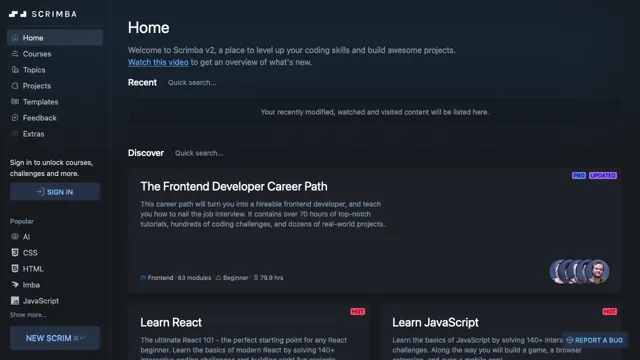 SCRIMBA
Home
Courses
Topics
Projects
Templates
Feedback
Extras
Sign in to unlock courses,
challenges and more.
SIGN IN
Popular
AI
CSS
HTML
Imba
JavaScript
Show more...
NEW SCRIM ⌘⏎
Home
Welcome to Scrimba v2, a place to level up your coding skills and build awesome projects.
Watch this video to get an overview of what's new.
Recent Quick search...
Your recently modified, watched and visited content will be listed here.
Discover Quick search...
PRO UPDATED
The Frontend Developer Career Path
This career path will turn you into a hireable frontend developer, and teach
you how to nail the job interview. It contains over 70 hours of top-notch
tutorials, hundreds of coding challenges, and dozens of real-world projects.
Frontend · 63 modules · Beginner · 79.9 hrs
HOT
Learn React
The ultimate React 101 - the perfect starting point for any React
beginner. Learn the basics of modern React by solving 140+
HOT
Learn JavaScript
Learn the basics of JavaScript by solving 140+
challenges. Along the way you will build a game, a browser
REPORT A BUG